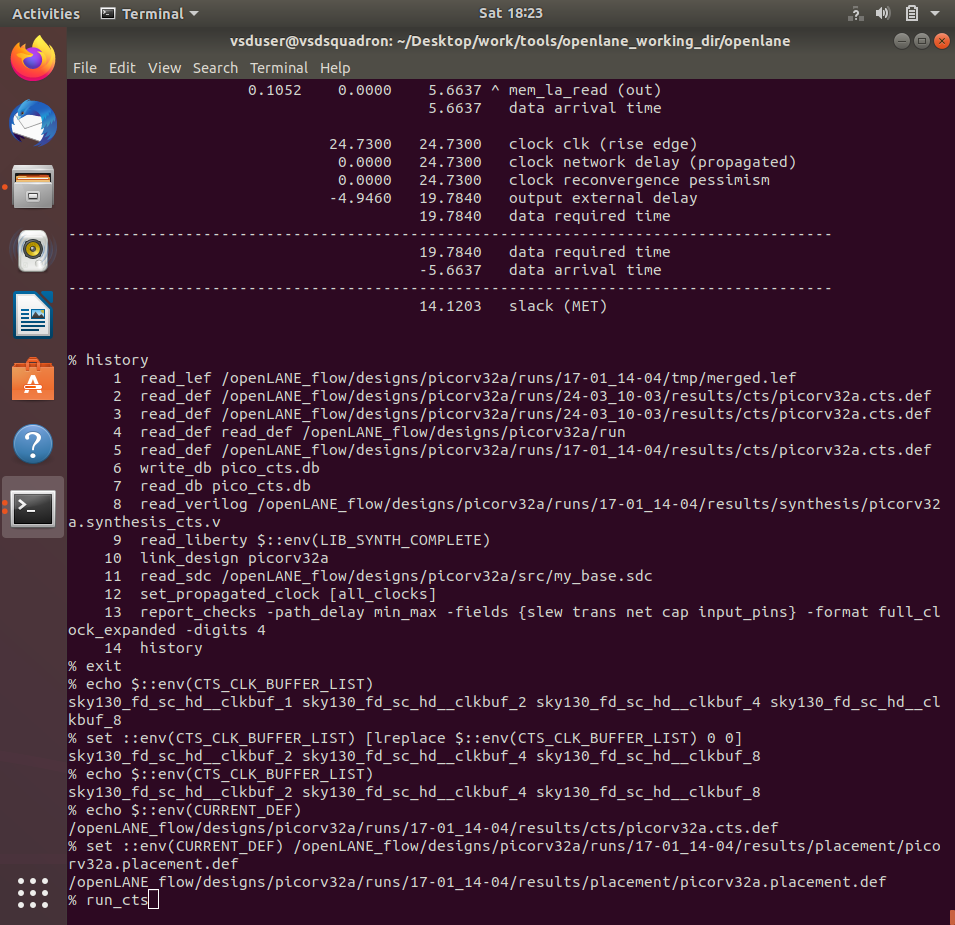 Activities Terminal Sat 18:23
vsduser@vsdsquadron: ~/Desktop/work/tools/openlane_working_dir/openlane
File Edit View Search Terminal Help
0.1052 0.0000 5.6637 ^ mem_la_read (out)
5.6637 data arrival time
24.7300 24.7300 clock clk (rise edge)
0.0000 24.7300 clock network delay (propagated)
0.0000 24.7300 clock reconvergence pessimism
-4.9460 19.7840 output external delay
19.7840 data required time
-------------------------------------------------------------------------------------
19.7840 data required time
-5.6637 data arrival time
-------------------------------------------------------------------------------------
14.1203 slack (MET)
% history
1 read_lef /openLANE_flow/designs/picorv32a/runs/17-01_14-04/tmp/merged.lef
2 read_def /openLANE_flow/designs/picorv32a/runs/24-03_10-03/results/cts/picorv32a.cts.def
3 read_def /openLANE_flow/designs/picorv32a/runs/24-03_10-03/results/cts/picorv32a.cts.def
4 read_def read_def /openLANE_flow/designs/picorv32a/run
5 read_def /openLANE_flow/designs/picorv32a/runs/17-01_14-04/results/cts/picorv32a.cts.def
6 write_db pico_cts.db
7 read_db pico_cts.db
8 read_verilog /openLANE_flow/designs/picorv32a/runs/17-01_14-04/results/synthesis/picorv32
a.synthesis_cts.v
9 read_liberty $::env(LIB_SYNTH_COMPLETE)
10 link_design picorv32a
11 read_sdc /openLANE_flow/designs/picorv32a/src/my_base.sdc
12 set_propagated_clock [all_clocks]
13 report_checks -path_delay min_max -fields {slew trans net cap input_pins} -format full_cl
ock_expanded -digits 4
14 history
% exit
% echo $::env(CTS_CLK_BUFFER_LIST)
sky130_fd_sc_hd__clkbuf_1 sky130_fd_sc_hd__clkbuf_2 sky130_fd_sc_hd__clkbuf_4 sky130_fd_sc_hd__cl
kbuf_8
% set ::env(CTS_CLK_BUFFER_LIST) [lreplace $::env(CTS_CLK_BUFFER_LIST) 0 0]
sky130_fd_sc_hd__clkbuf_2 sky130_fd_sc_hd__clkbuf_4 sky130_fd_sc_hd__clkbuf_8
% echo $::env(CTS_CLK_BUFFER_LIST)
sky130_fd_sc_hd__clkbuf_2 sky130_fd_sc_hd__clkbuf_4 sky130_fd_sc_hd__clkbuf_8
% echo $::env(CURRENT_DEF)
/openLANE_flow/designs/picorv32a/runs/17-01_14-04/results/cts/picorv32a.cts.def
% set ::env(CURRENT_DEF) /openLANE_flow/designs/picorv32a/runs/17-01_14-04/results/placement/pico
rv32a.placement.def
/openLANE_flow/designs/picorv32a/runs/17-01_14-04/results/placement/picorv32a.placement.def
% run_cts